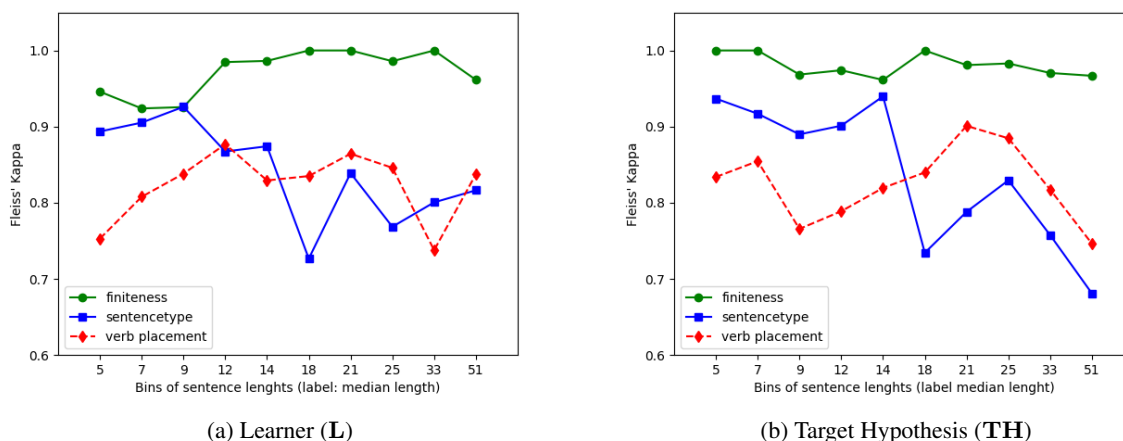 1.0
0.9
0.8
0.7
0.6
Fleiss' Kappa
finiteness
sentencetype
verb placement
5 7 9 12 14 18 21 25 33 51
Bins of sentence lenghts (label: median length)
(a) Learner (L)
1.0
0.9
0.8
0.7
0.6
Fleiss' Kappa
finiteness
sentencetype
verb placement
5 7 9 12 14 18 21 25 33 51
Bins of sentence lenghts (label median lenght)
(b) Target Hypothesis (TH)